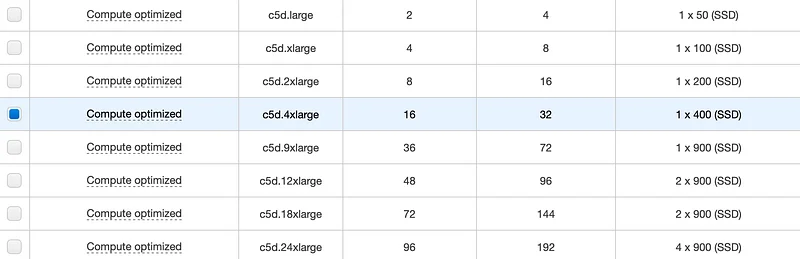 Compute optimized c5d.large 2 4 1 x 50 (SSD)
Compute optimized c5d.xlarge 4 8 1 x 100 (SSD)
Compute optimized c5d.2xlarge 8 16 1 x 200 (SSD)
Compute optimized c5d.4xlarge 16 32 1 x 400 (SSD)
Compute optimized c5d.9xlarge 36 72 1 x 900 (SSD)
Compute optimized c5d.12xlarge 48 96 2 x 900 (SSD)
Compute optimized c5d.18xlarge 72 144 2 x 900 (SSD)
Compute optimized c5d.24xlarge 96 192 4 x 900 (SSD)